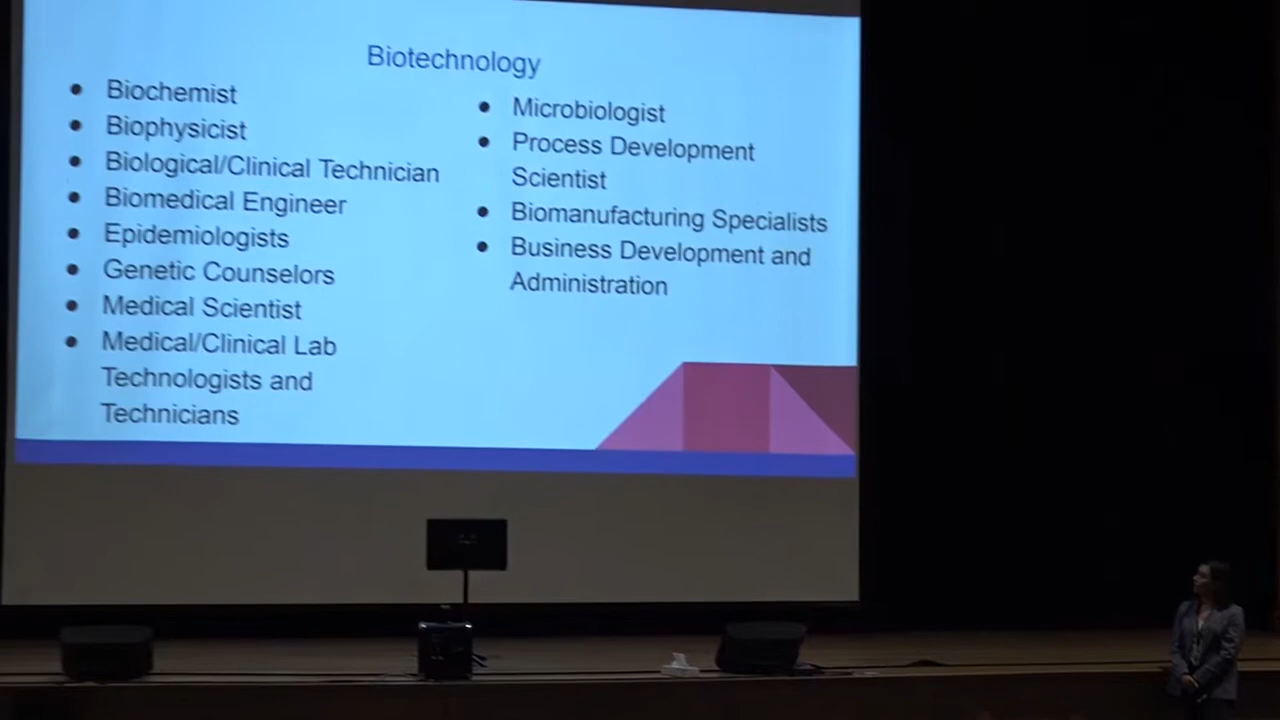 Biotechnology
Biochemist
Biophysicist
Biological/Clinical Technician
Biomedical Engineer
Epidemiologists
Genetic Counselors
Medical Scientist
Medical/Clinical Lab
Technologists and
Technicians
Microbiologist
Process Development
Scientist
Biomanufacturing Specialists
Business Development and
Administration